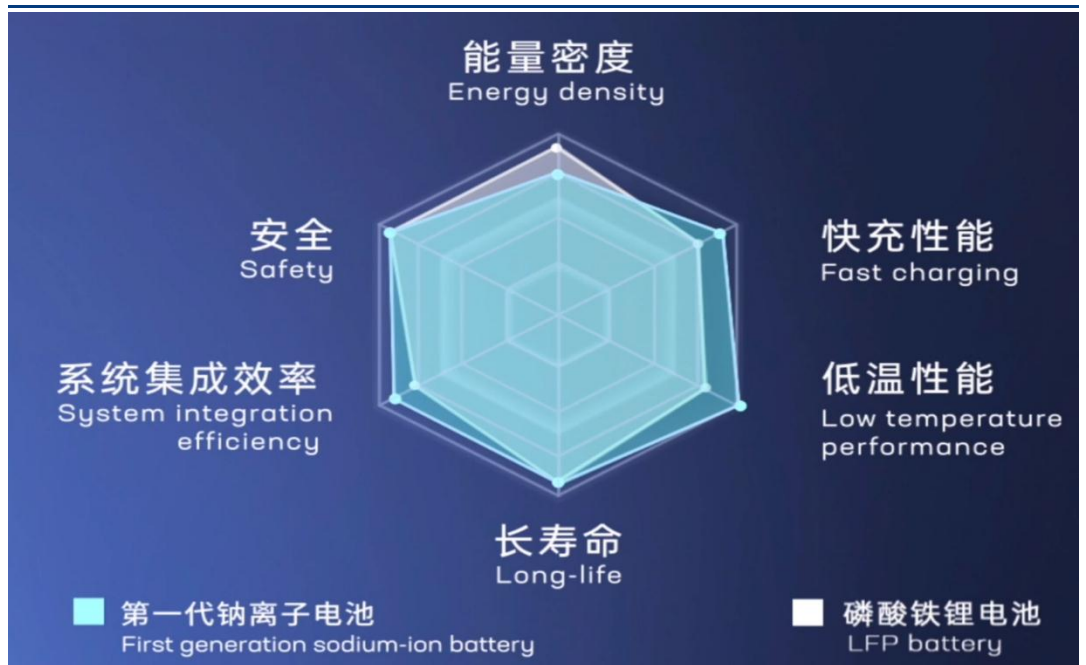 能量密度
Energy density
安全
Safety
快充性能
Fast charging
系统集成效率
System integration
efficiency
低温性能
Low temperature
performance
长寿命
Long-life
第一代钠离子电池
First generation sodium-ion battery
磷酸铁锂电池
LFP battery